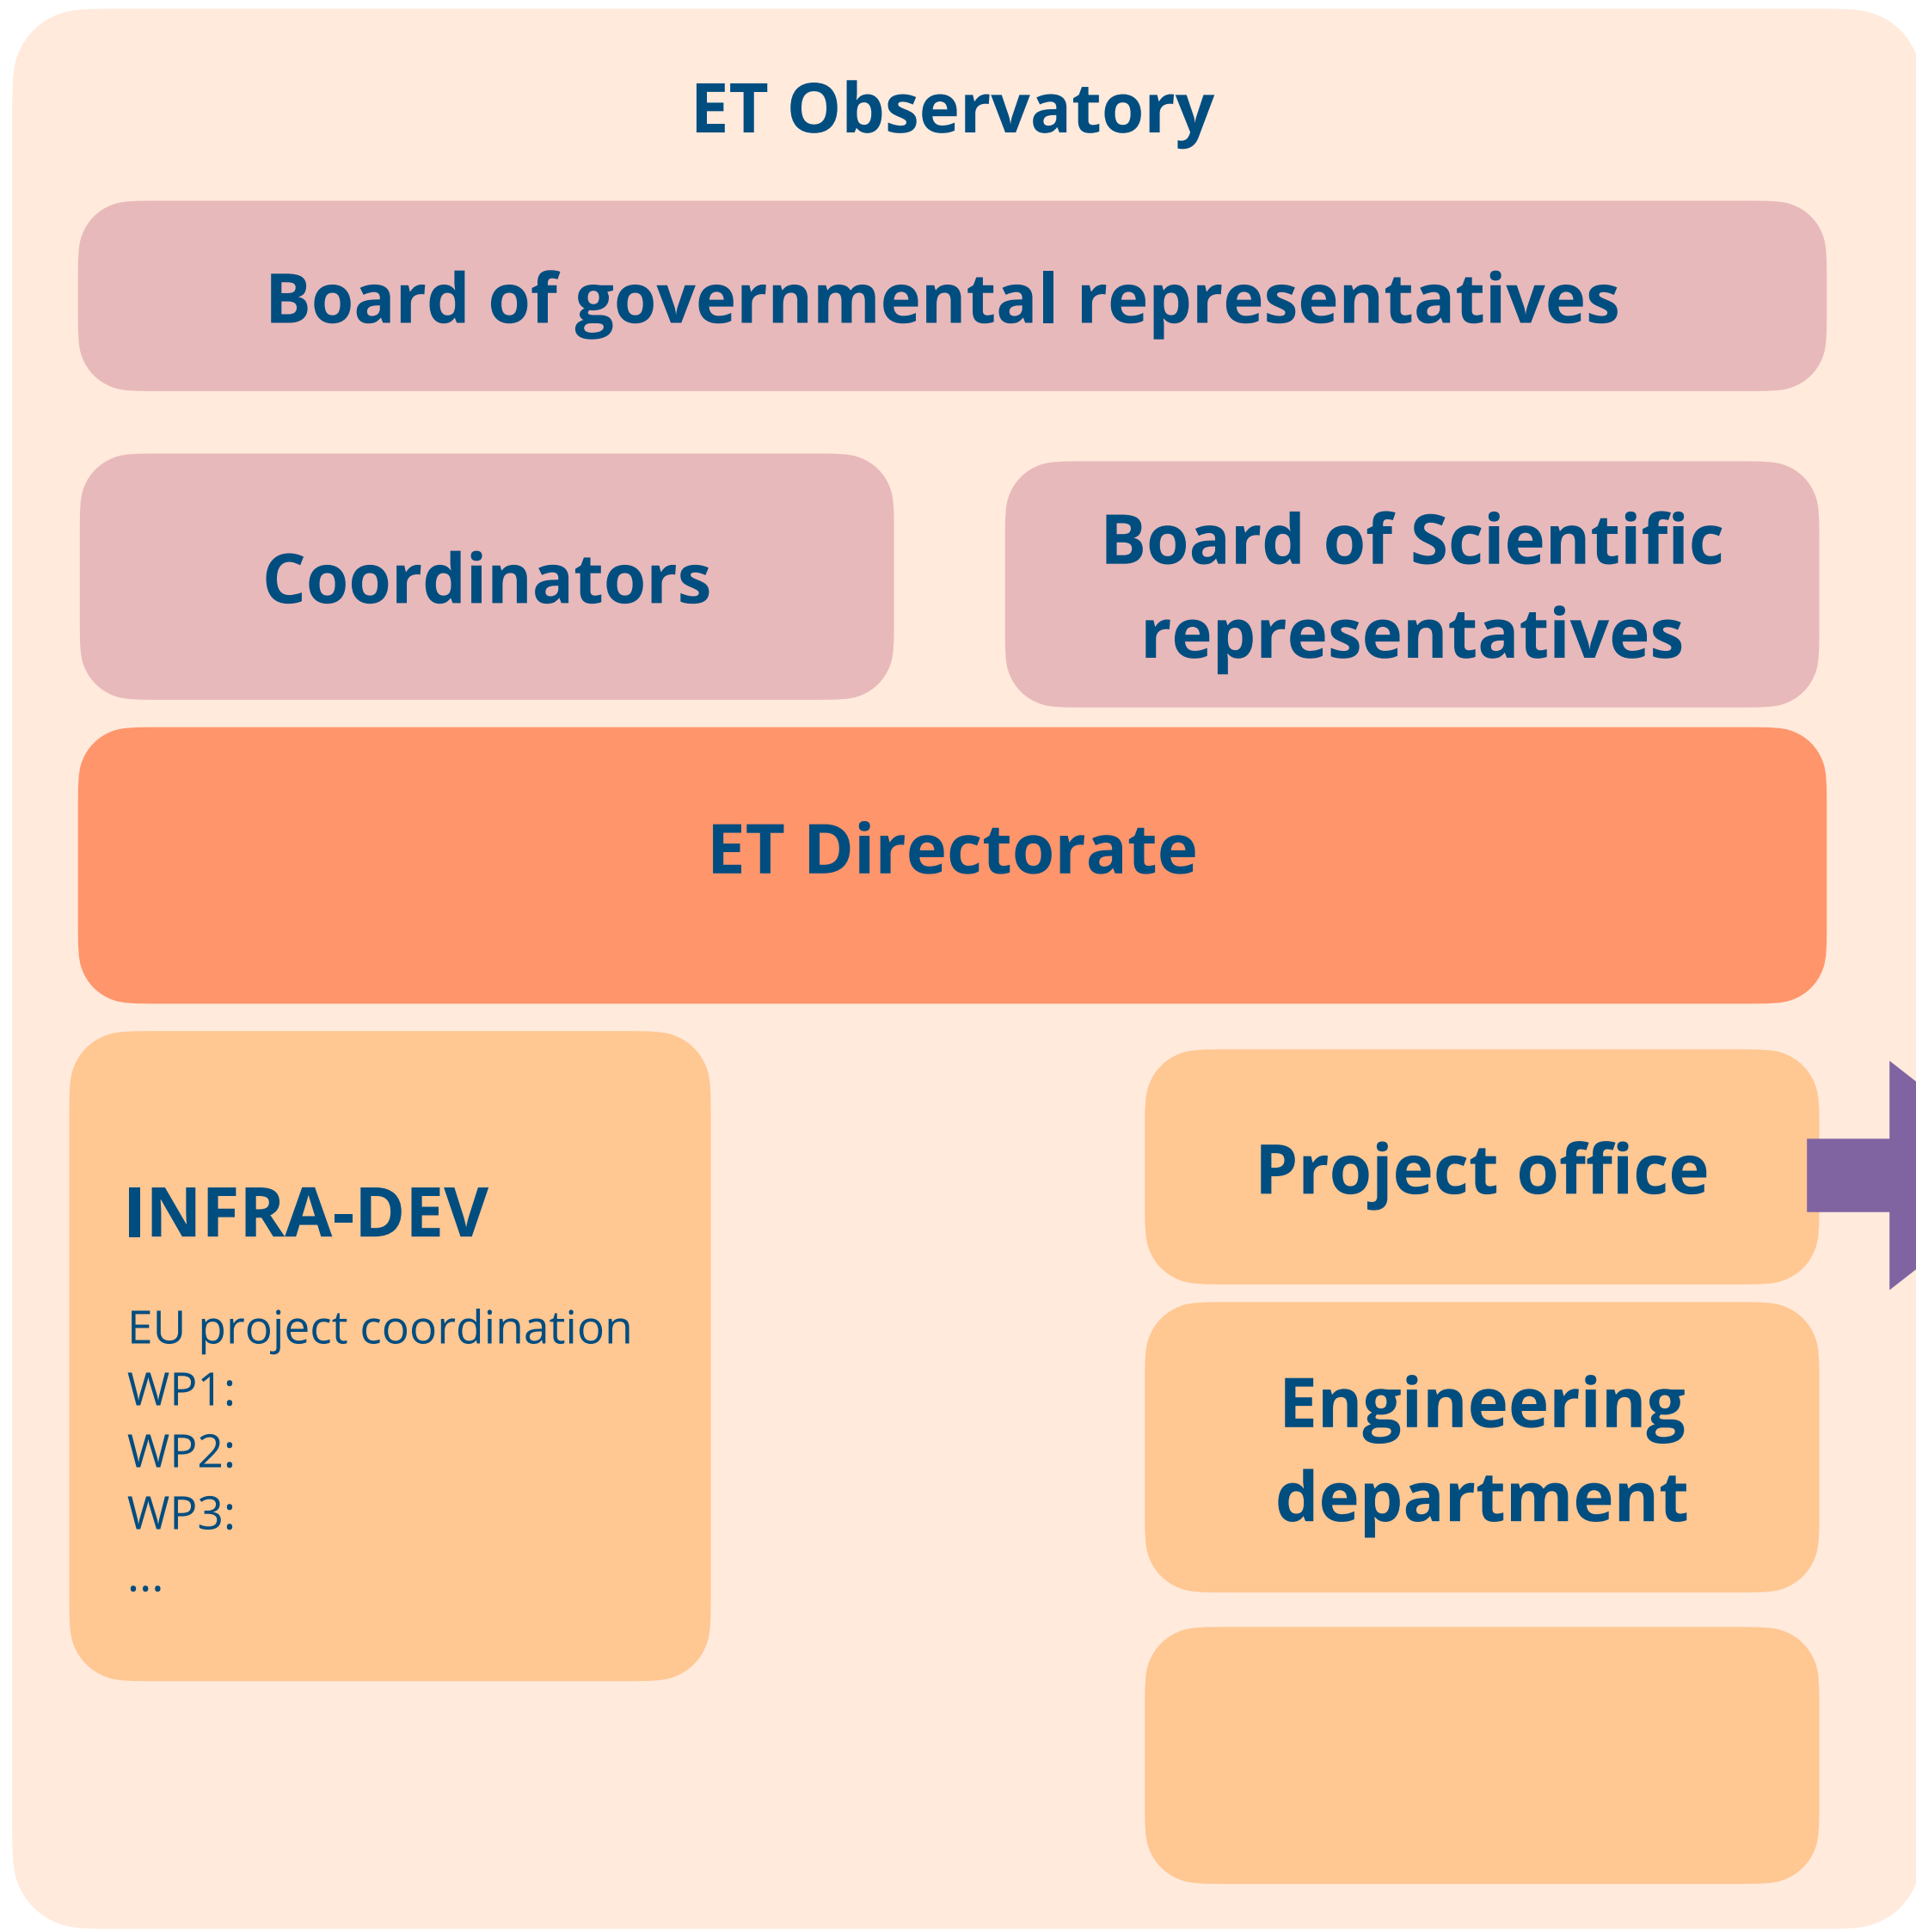 ET Observatory
Board of governmental representatives
Coordinators
Board of Scientific
representatives
ET Directorate
INFRA-DEV
EU project coordination
WP1:
WP2:
WP3:
...
Project office
Engineering
department